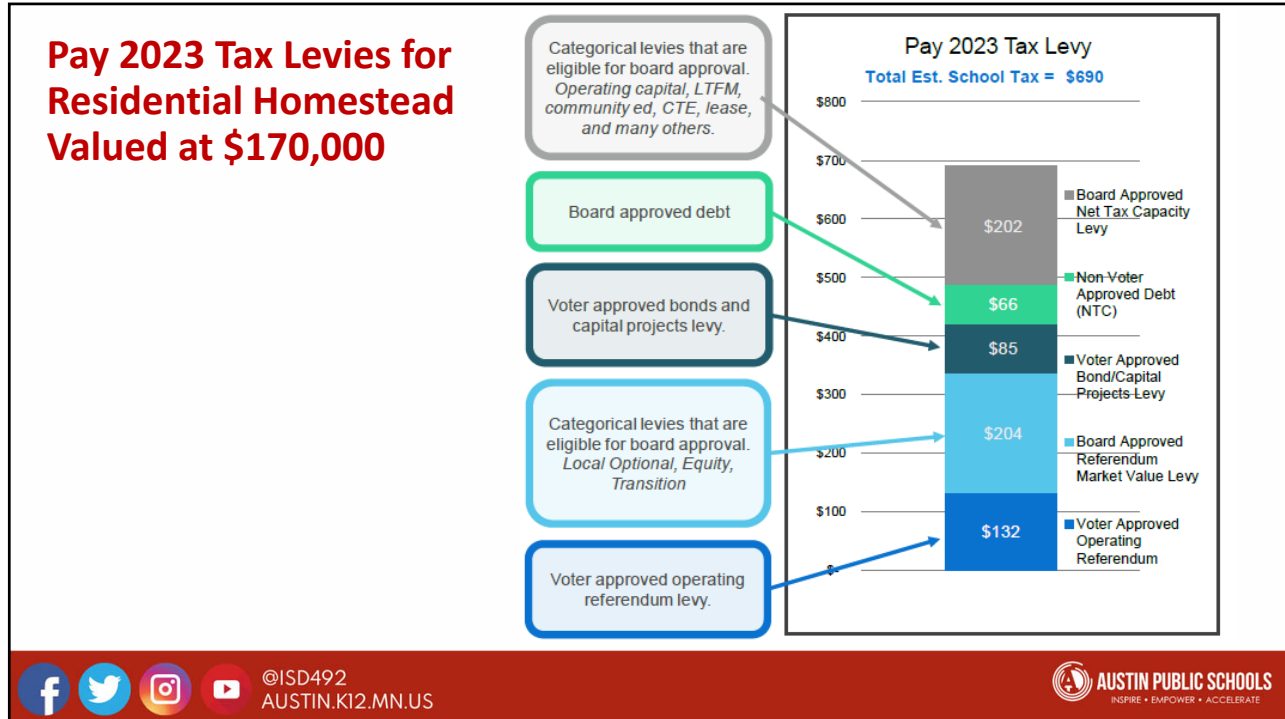 Pay 2023 Tax Levies for
Residential Homestead
Valued at $170,000
Categorical levies that are
eligible for board approval.
Operating capital, LTFM,
community ed, CTE, lease,
and many others.
Board approved debt
Voter approved bonds and
capital projects levy.
Categorical levies that are
eligible for board approval.
Local Optional, Equity,
Transition
Voter approved operating
referendum levy.
Pay 2023 Tax Levy
Total Est. School Tax = $690
$800
$700
$600
$500
$400
$300
$200
$100
$-
$202
$66
$85
$204
$132
Board Approved
Net Tax Capacity
Levy
Non Voter
Approved Debt
(NTC)
Voter Approved
Bond/Capital
Projects Levy
Board Approved
Referendum
Market Value Levy
Voter Approved
Operating
Referendum
@ISD492
AUSTIN.K12.MN.US
AUSTIN PUBLIC SCHOOLS
INSPIRE • EMPOWER • ACCELERATE